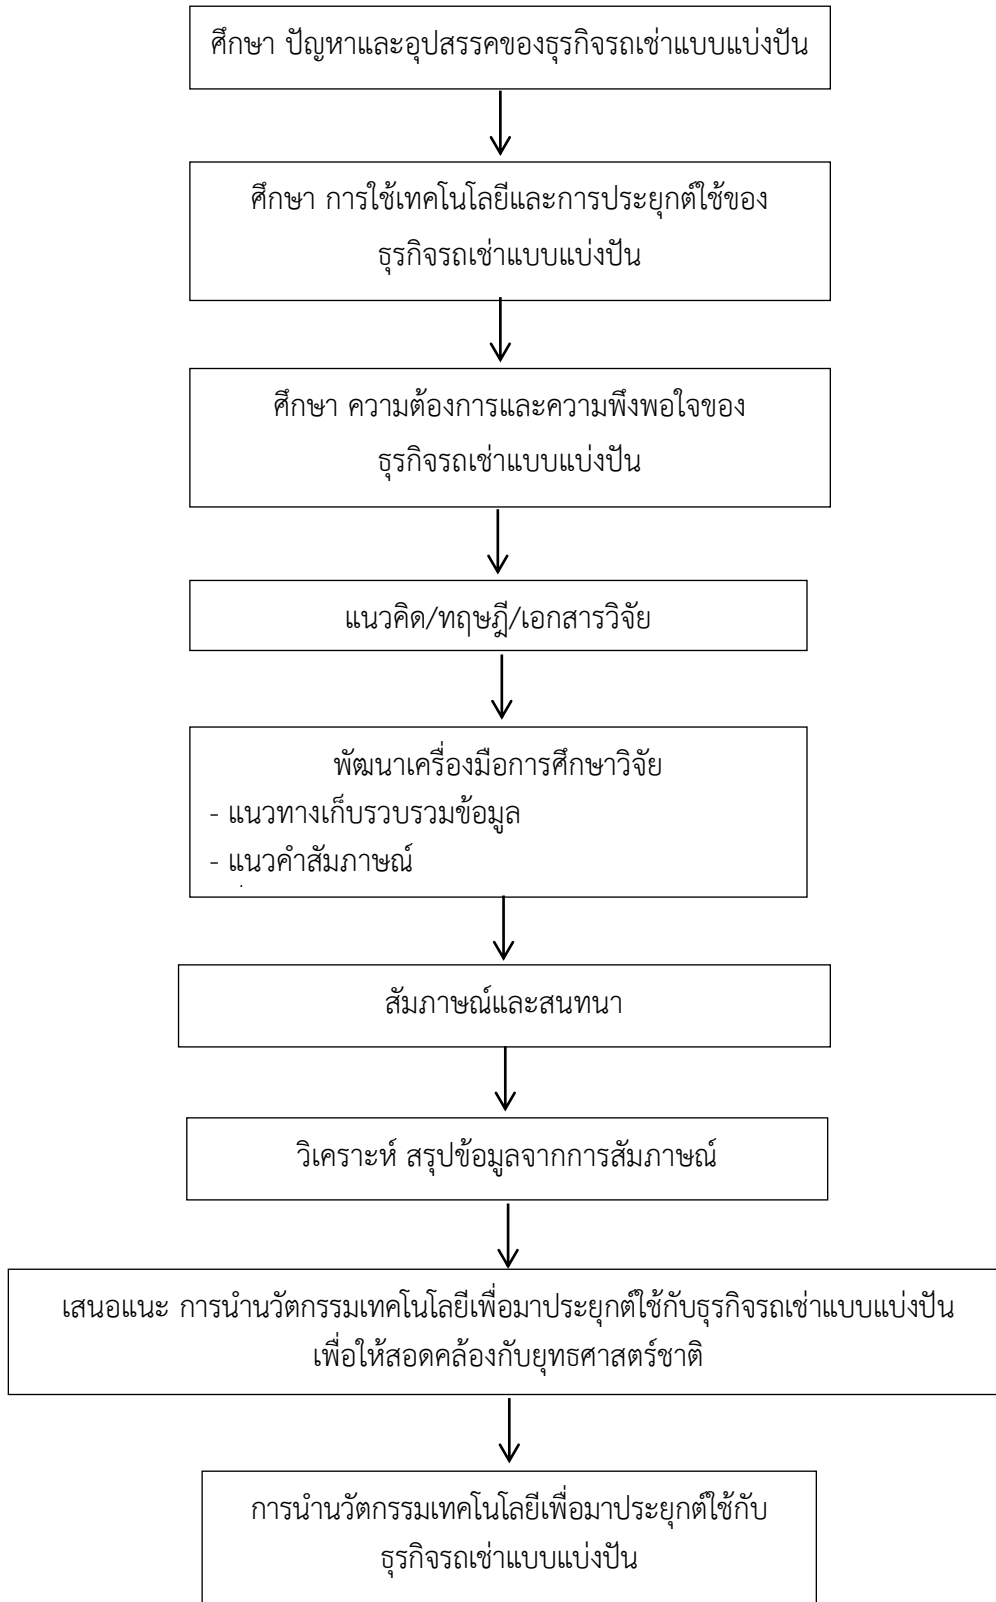 ศึกษา ปัญหาและอุปสรรคของธุรกิจรถเช่าแบบแบ่งปัน
ศึกษา การใช้เทคโนโลยีและการประยุกต์ใช้ของ
ธุรกิจรถเช่าแบบแบ่งปัน
ศึกษา ความต้องการและความพึงพอใจของ
ธุรกิจรถเช่าแบบแบ่งปัน
แนวคิด/ทฤษฎี/เอกสารวิจัย
พัฒนาเครื่องมือการศึกษาวิจัย
- แนวทางเก็บรวบรวมข้อมูล
- แนวคำสัมภาษณ์
สัมภาษณ์และสนทนา
วิเคราะห์ สรุปข้อมูลจากการสัมภาษณ์
เสนอแนะ การนำนวัตกรรมเทคโนโลยีเพื่อมาประยุกต์ใช้กับธุรกิจรถเช่าแบบแบ่งปัน
เพื่อให้สอดคล้องกับยุทธศาสตร์ชาติ
การนำนวัตกรรมเทคโนโลยีเพื่อมาประยุกต์ใช้กับ
ธุรกิจรถเช่าแบบแบ่งปัน